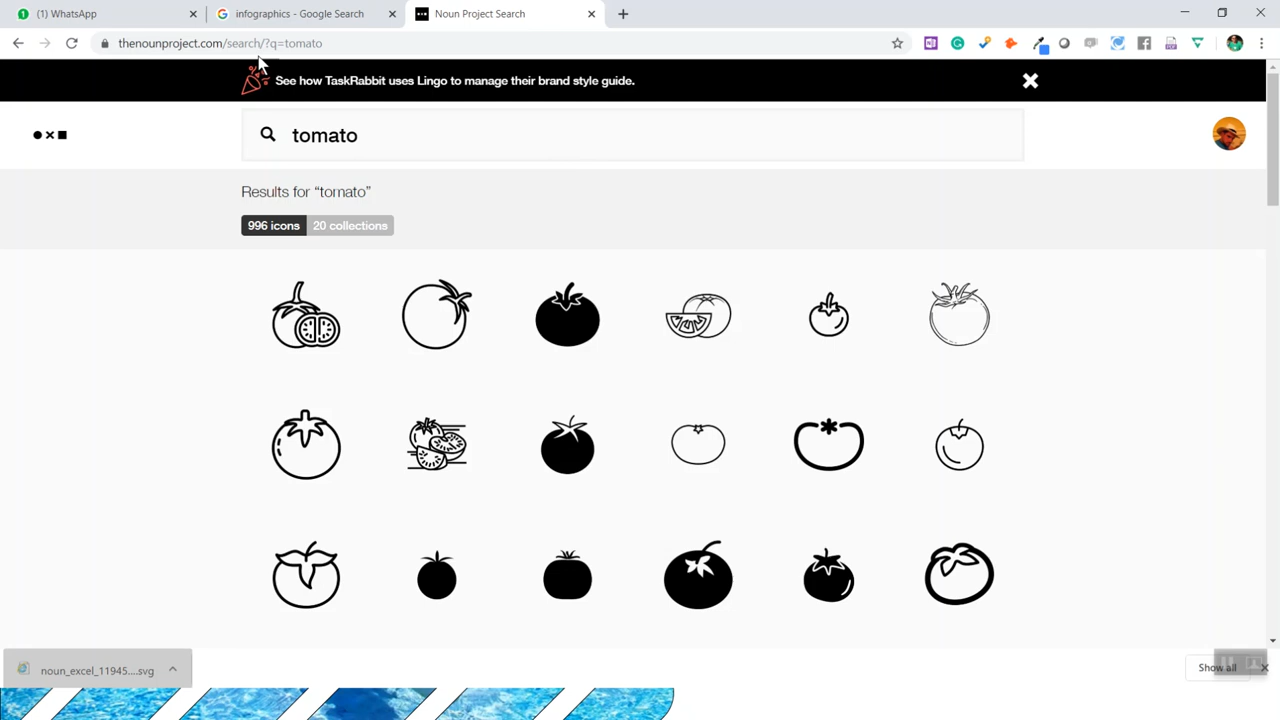 (1) WhatsApp
infographics - Google Search
Noun Project Search
thenounproject.com/search/?q=tomato
See how TaskRabbit uses Lingo to manage their brand style guide.
tomato
Results for “tomato”
996 icons
20 collections
noun_excel_11945....svg
Show all